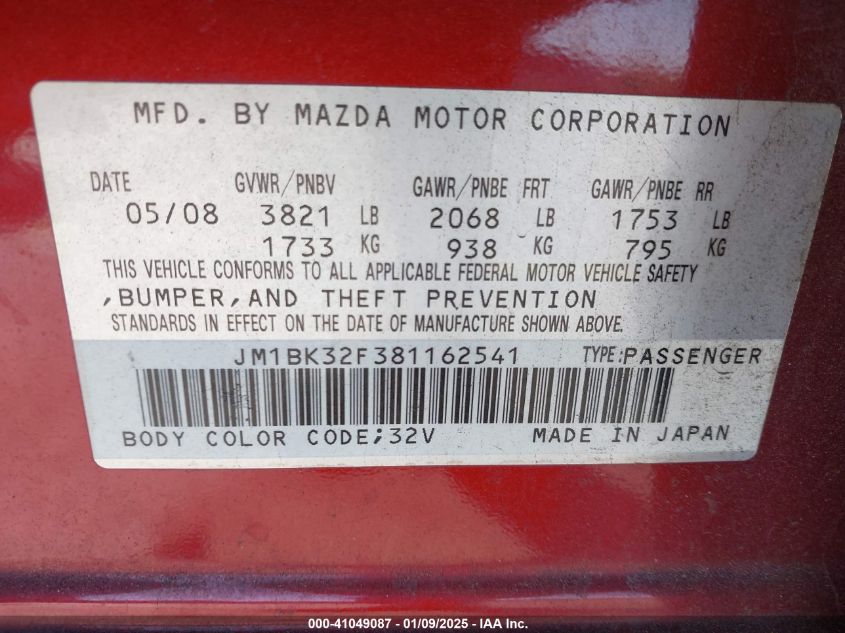 MFD. BY MAZDA MOTOR CORPORATION
DATE GVWR/PNBV GAWR/PNBE FRT GAWR/PNBE RR
05/08 3821 LB 2068 LB 1753 LB
1733 KG 938 KG 795 KG
THIS VEHICLE CONFORMS TO ALL APPLICABLE FEDERAL MOTOR VEHICLE SAFETY
,BUMPER,AND THEFT PREVENTION
STANDARDS IN EFFECT ON THE DATE OF MANUFACTURE SHOWN ABOVE.
JM1BK32F381162541 TYPE:PASSENGER
BODY COLOR CODE;32V MADE IN JAPAN
000-41049087 - 01/09/2025 - IAA Inc.